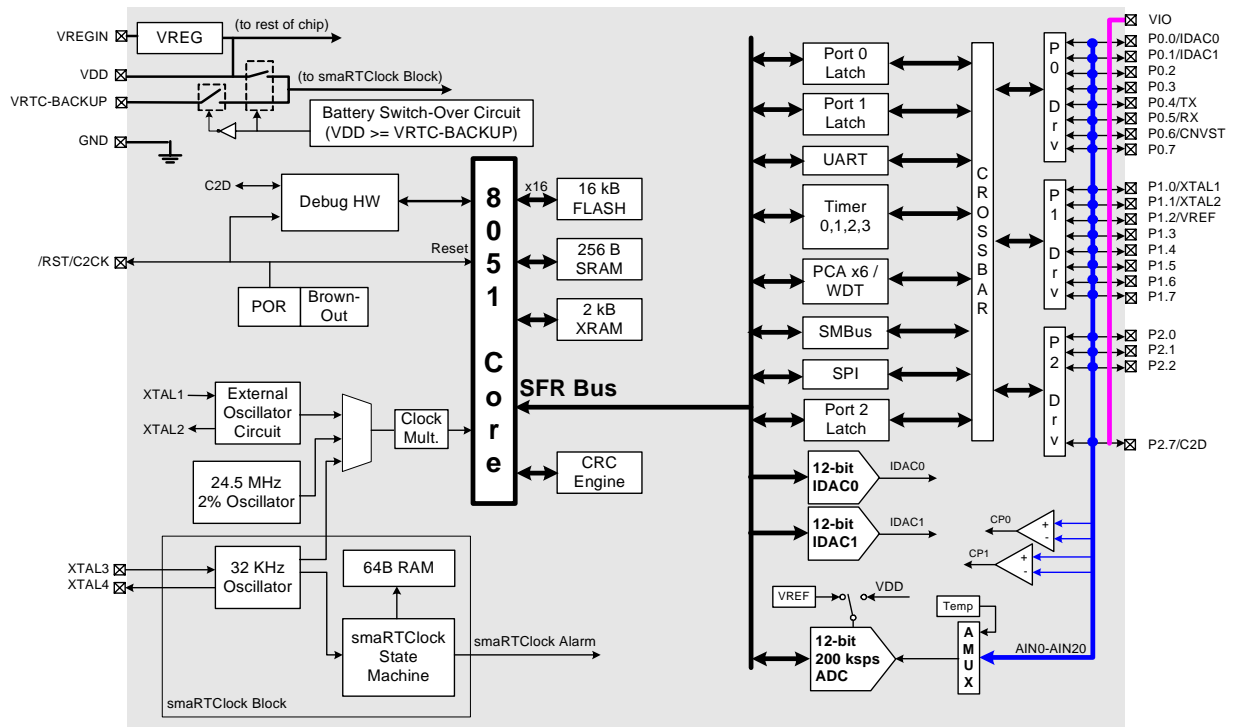 VREGIN
VREG
(to rest of chip)
VDD
(to smaRTClock Block)
VRTC-BACKUP
Battery Switch-Over Circuit
(VDD >= VRTC-BACKUP)
GND
C2D
Debug HW
/RST/C2CK
Reset
POR
Brown-
Out
8
0
5
1
C
o
r
e
x16
16 kB
FLASH
256 B
SRAM
2 kB
XRAM
SFR Bus
CRC
Engine
XTAL1
XTAL2
External
Oscillator
Circuit
Clock
Mult.
24.5 MHz
2% Oscillator
XTAL3
XTAL4
32 KHz
Oscillator
64B RAM
smaRTClock
State
Machine
smaRTClock Alarm
smaRTClock Block
Port 0
Latch
Port 1
Latch
UART
Timer
0,1,2,3
PCA x6 /
WDT
SMBus
SPI
Port 2
Latch
C
R
O
S
S
B
A
R
P
0
D
r
v
P
1
D
r
v
P
2
D
r
v
VIO
P0.0/IDAC0
P0.1/IDAC1
P0.2
P0.3
P0.4/TX
P0.5/RX
P0.6/CNVST
P0.7
P1.0/XTAL1
P1.1/XTAL2
P1.2/VREF
P1.3
P1.4
P1.5
P1.6
P1.7
P2.0
P2.1
P2.2
P2.7/C2D
12-bit
IDAC0
IDAC0
12-bit
IDAC1
IDAC1
CP0
+
-
CP1
+
-
VREF
VDD
Temp
12-bit
200 ksps
ADC
A
M
U
X
AIN0-AIN20